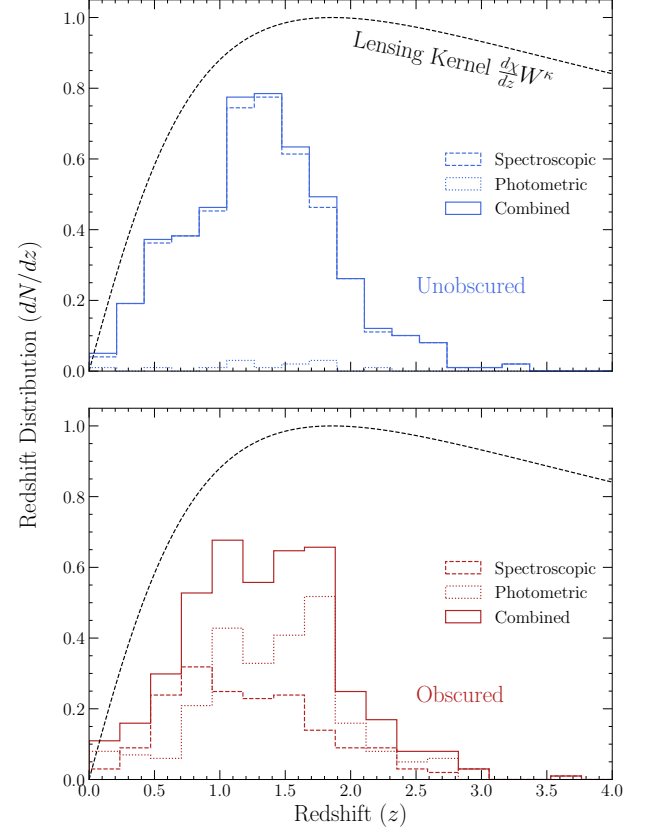 1.0
0.8
0.6
0.4
0.2
0.0
Lensing Kernel dχ/dz W^κ
Spectroscopic
Photometric
Combined
Unobscured
Redshift Distribution (dN/dz)
1.0
0.8
0.6
0.4
0.2
0.0
Spectroscopic
Photometric
Combined
Obscured
0.0 0.5 1.0 1.5 2.0 2.5 3.0 3.5 4.0
Redshift (z)